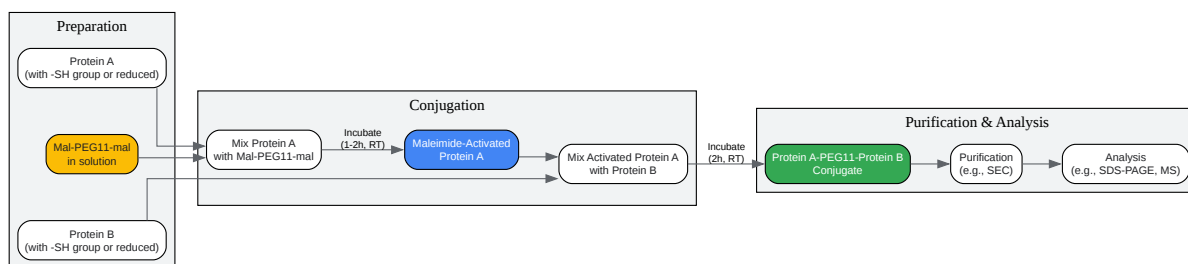 Preparation
Protein A
(with -SH group or reduced)
Mal-PEG11-mal
in solution
Protein B
(with -SH group or reduced)
Conjugation
Mix Protein A
with Mal-PEG11-mal
Incubate
(1-2h, RT)
Maleimide-Activated
Protein A
Mix Activated Protein A
with Protein B
Incubate
(2h, RT)
Purification & Analysis
Protein A-PEG11-Protein B
Conjugate
Purification
(e.g., SEC)
Analysis
(e.g., SDS-PAGE, MS)